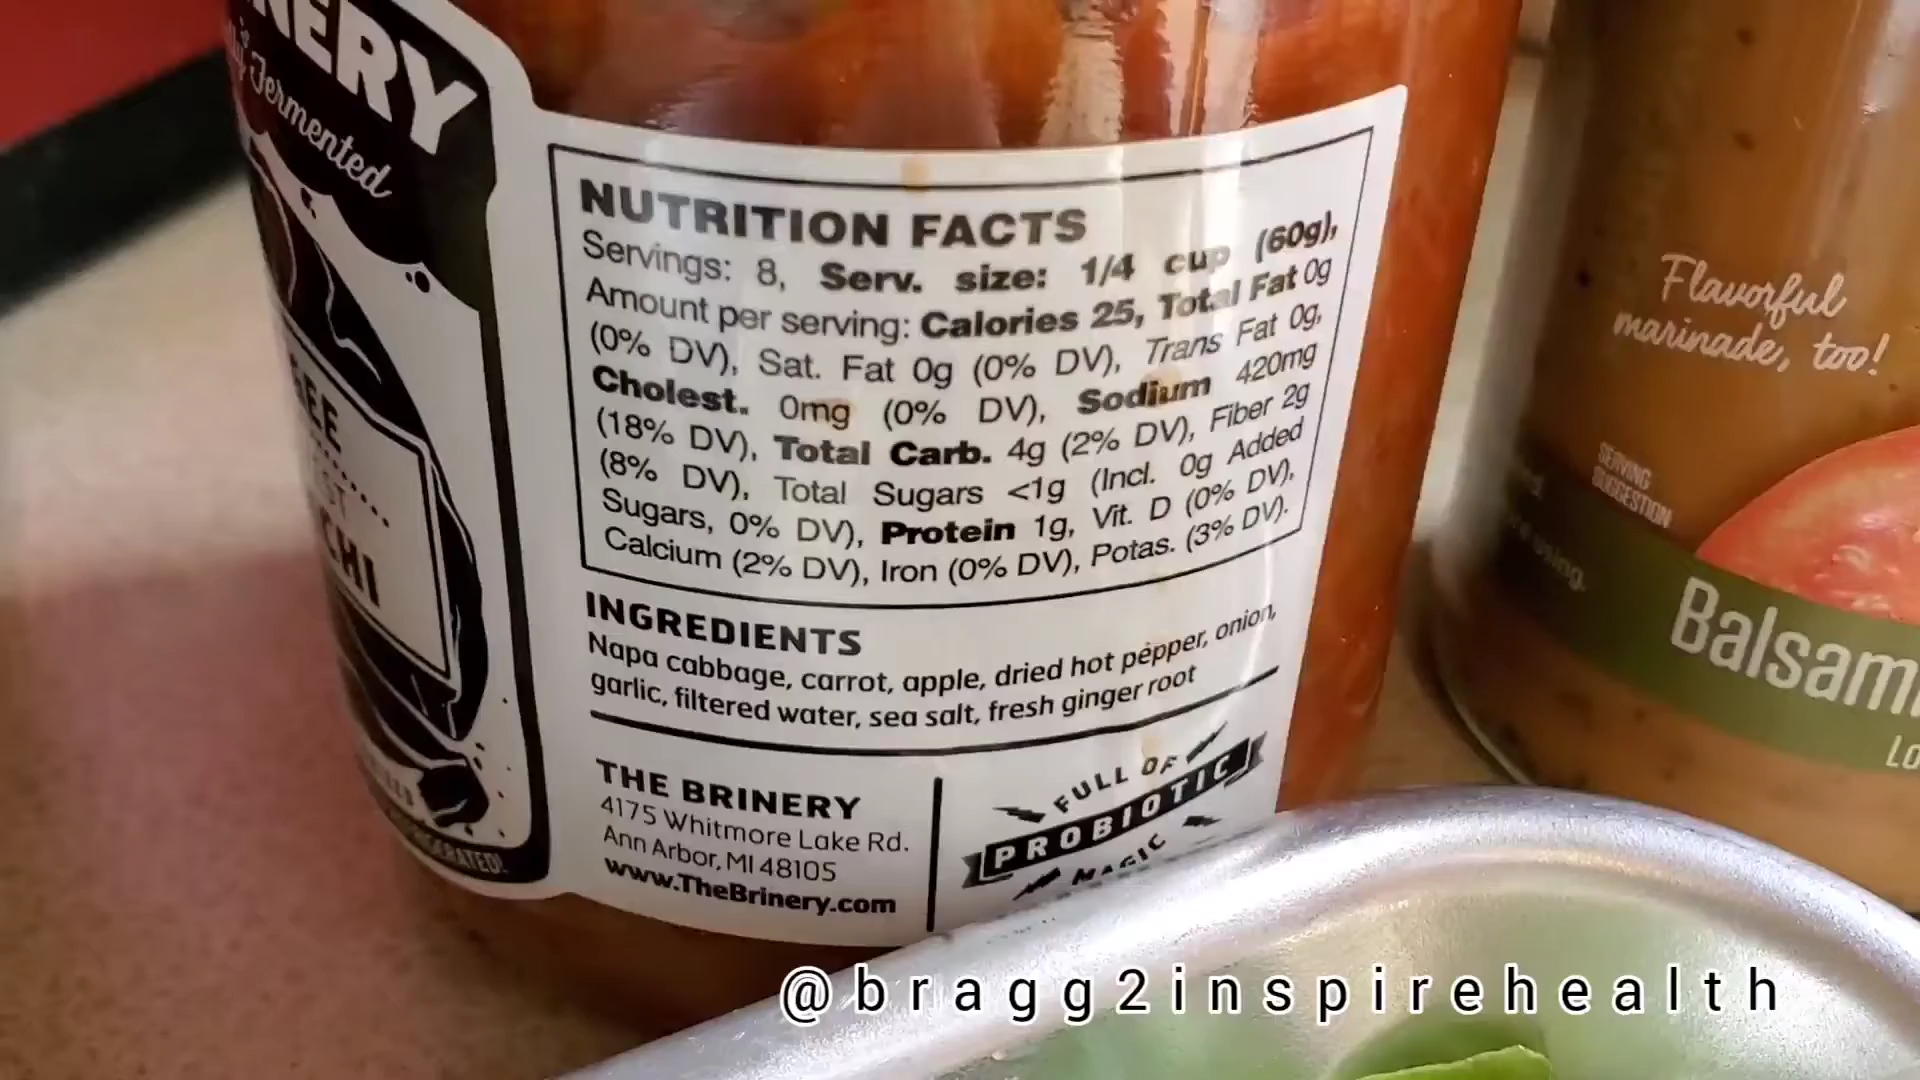 NERY
Fermented
NUTRITION FACTS
Servings: 8, Serv. size: 1/4 cup (60g),
Amount per serving: Calories 25, Total Fat 0g
(0% DV), Sat. Fat 0g (0% DV), Trans Fat 0g,
Cholest. 0mg (0% DV), Sodium 420mg
(18% DV), Total Carb. 4g (2% DV), Fiber 2g
(8% DV), Total Sugars <1g (Incl. 0g Added
Sugars, 0% DV), Protein 1g, Vit. D (0% DV),
Calcium (2% DV), Iron (0% DV), Potas. (3% DV).
INGREDIENTS
Napa cabbage, carrot, apple, dried hot pepper, onion,
garlic, filtered water, sea salt, fresh ginger root
THE BRINERY
4175 Whitmore Lake Rd.
Ann Arbor, MI 48105
www.TheBrinery.com
FULL OF
PROBIOTIC
MAGIC
Flavorful
marinade, too!
SERVING
SUGGESTION
Balsam
Lo
@bragg2inspirehealth